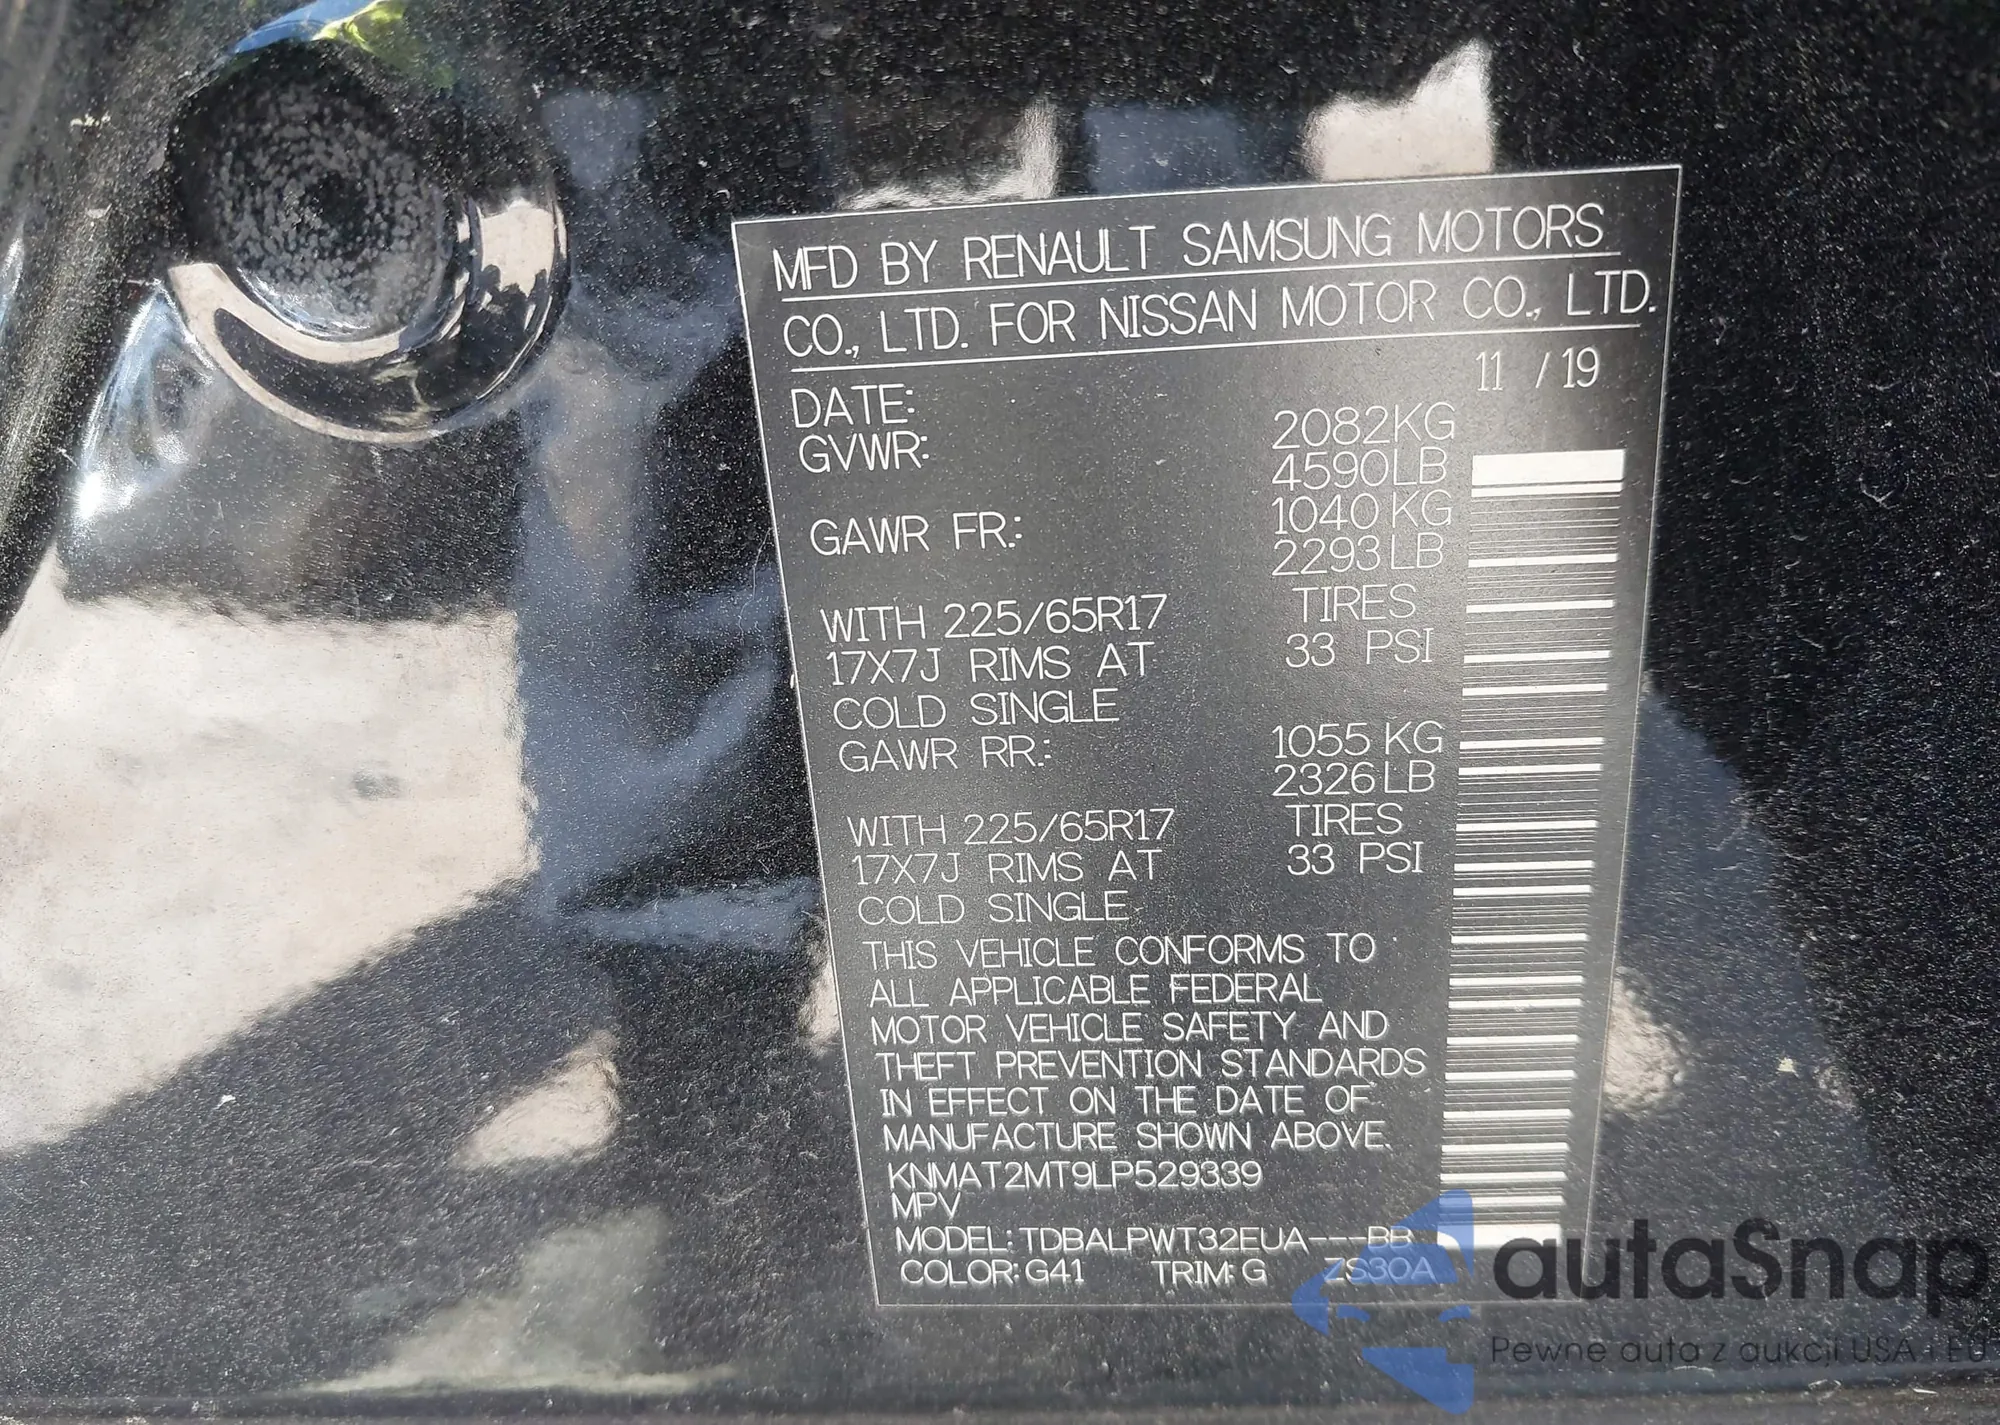 MFD BY RENAULT SAMSUNG MOTORS
CO., LTD. FOR NISSAN MOTOR CO., LTD.
DATE: 11 / 19
GVWR: 2082KG
4590LB
GAWR FR.: 1040 KG
2293 LB
WITH 225/65R17 TIRES
17X7J RIMS AT 33 PSI
COLD SINGLE
GAWR RR.: 1055 KG
2326 LB
WITH 225/65R17 TIRES
17X7J RIMS AT 33 PSI
COLD SINGLE
THIS VEHICLE CONFORMS TO
ALL APPLICABLE FEDERAL
MOTOR VEHICLE SAFETY AND
THEFT PREVENTION STANDARDS
IN EFFECT ON THE DATE OF
MANUFACTURE SHOWN ABOVE.
KNMAT2MT9LP529339
MPV
MODEL: TDBALPWT32EUA---BB
COLOR: G41 TRIM: G ZS30A
autaSnap
Pewne auta z aukcji USA i EU